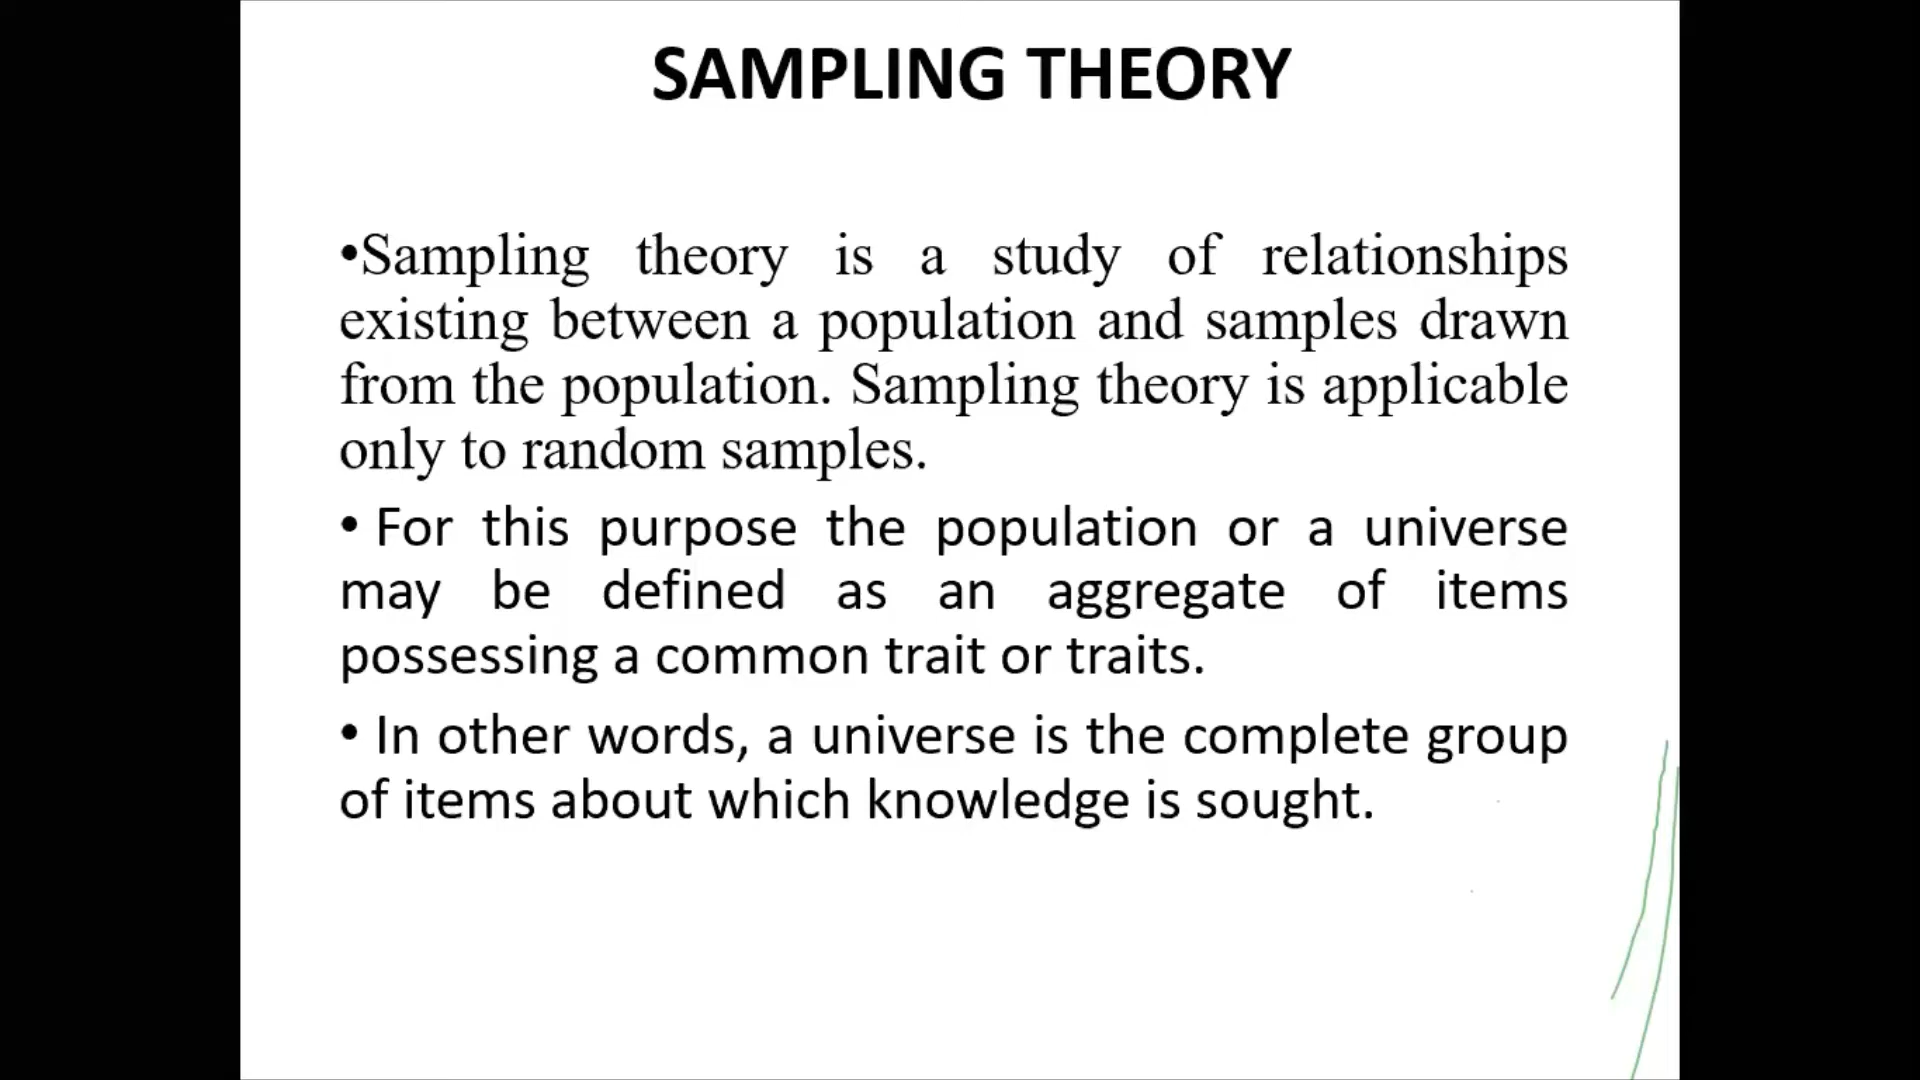 SAMPLING THEORY
•Sampling theory is a study of relationships
existing between a population and samples drawn
from the population. Sampling theory is applicable
only to random samples.
• For this purpose the population or a universe
may be defined as an aggregate of items
possessing a common trait or traits.
• In other words, a universe is the complete group
of items about which knowledge is sought.